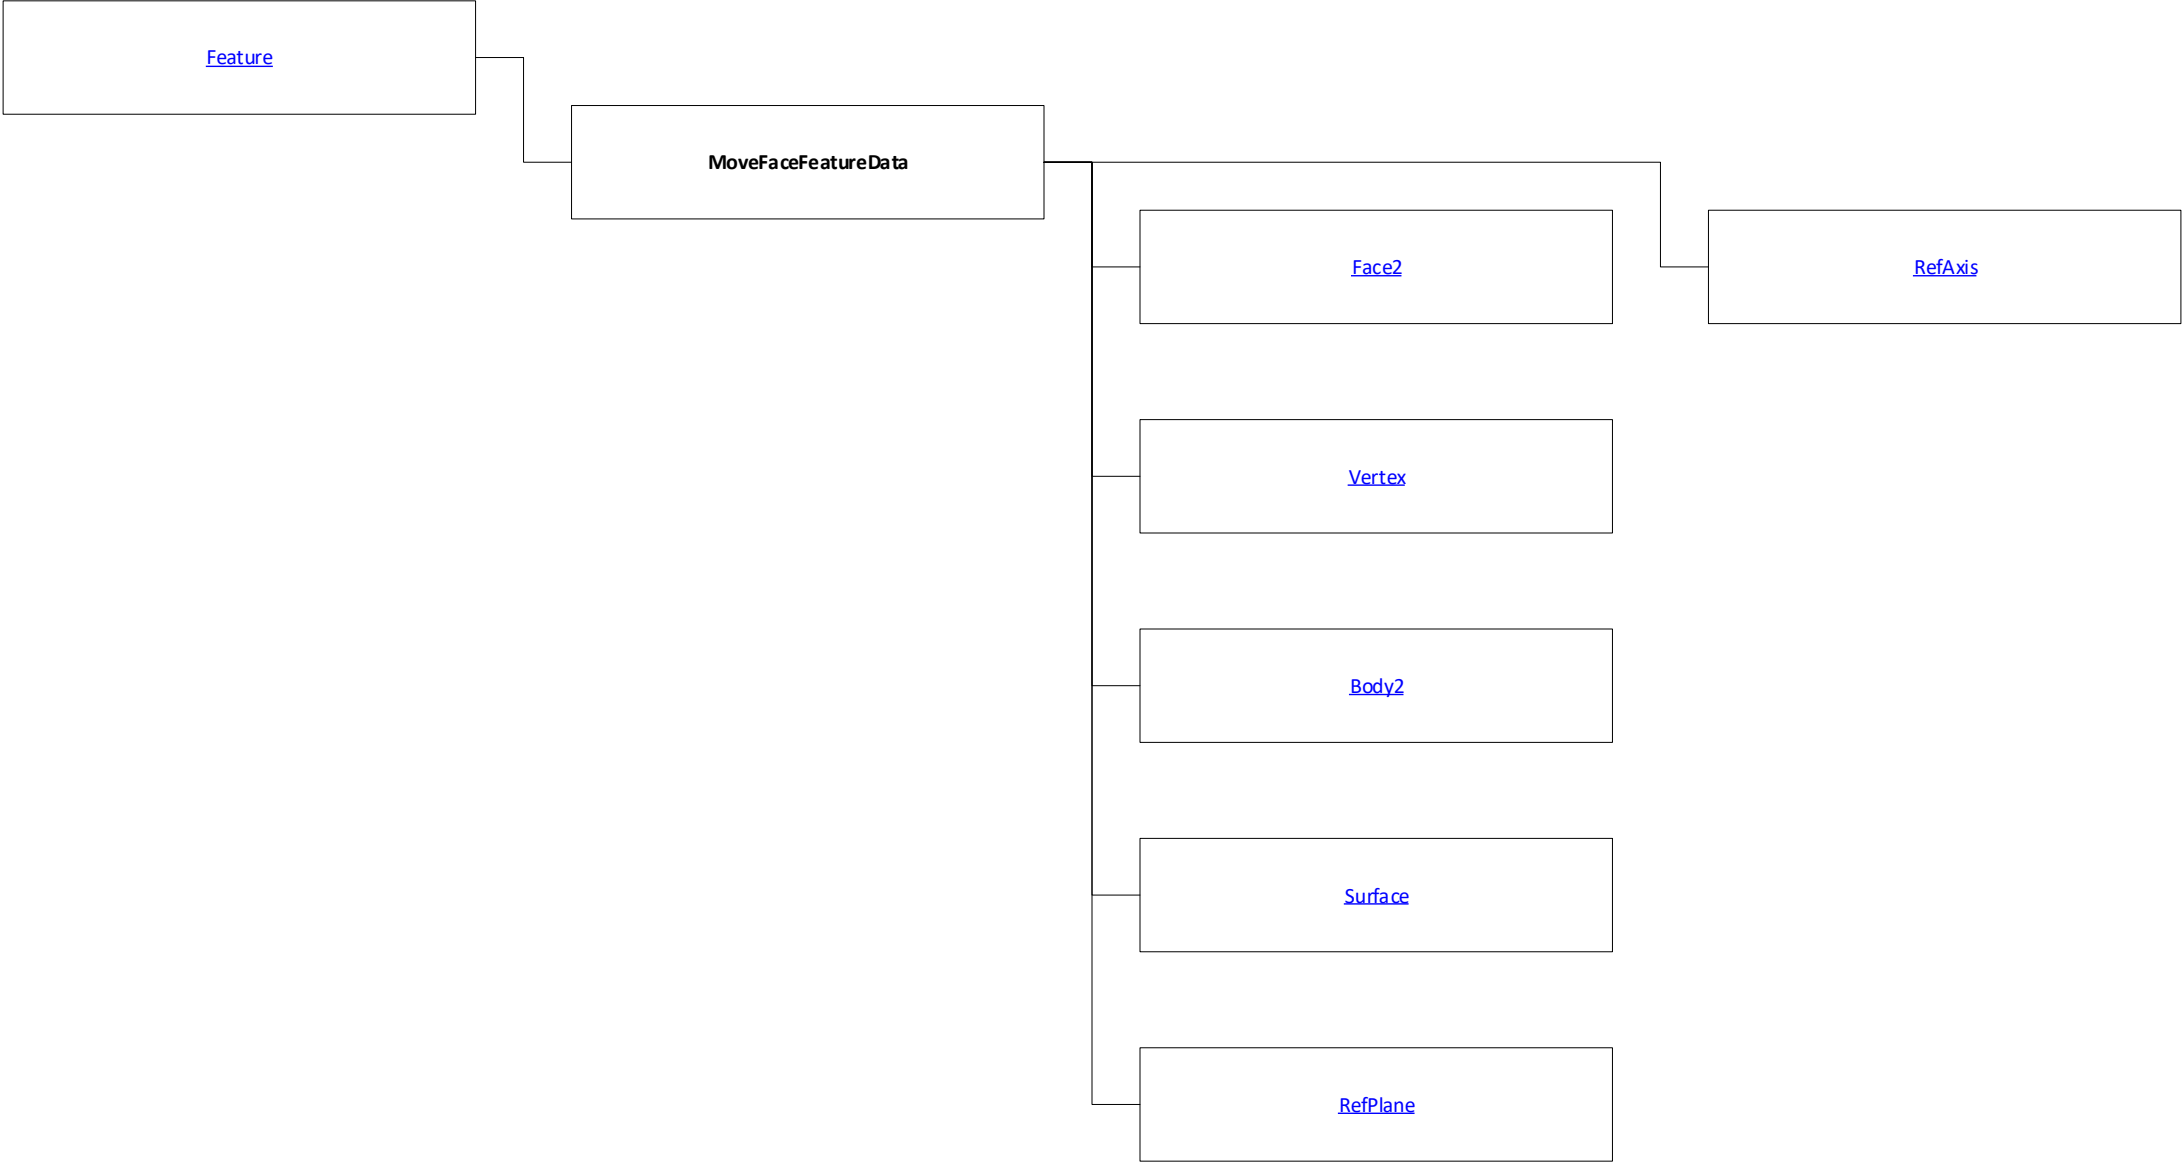 Feature
MoveFaceFeatureData
Face2
RefAxis
Vertex
Body2
Surface
RefPlane